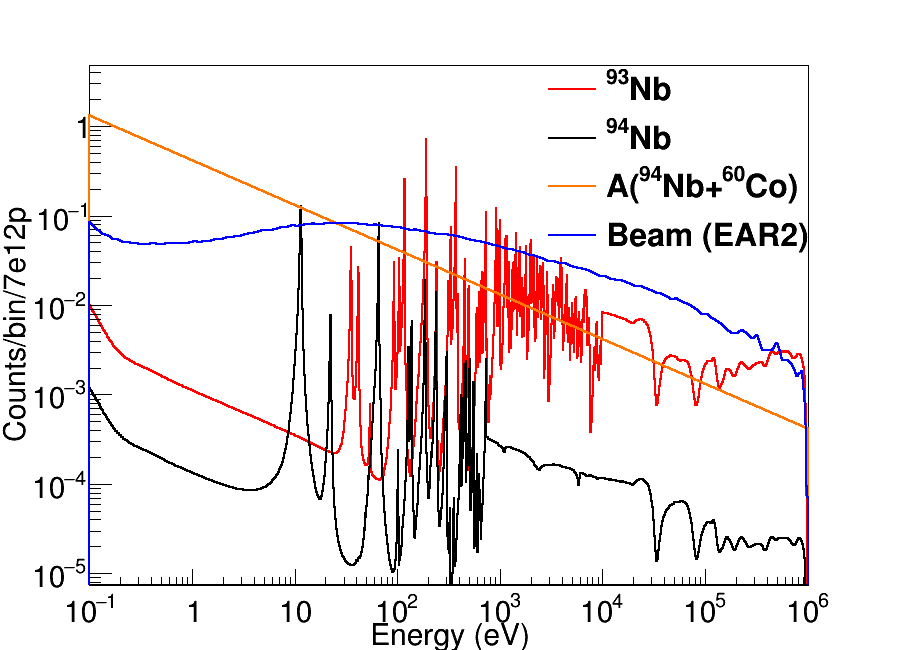 ⁹³Nb
⁹⁴Nb
A(⁹⁴Nb+⁶⁰Co)
Beam (EAR2)
Counts/bin/7e12p
1
10⁻¹
10⁻²
10⁻³
10⁻⁴
10⁻⁵
10⁻¹ 1 10 10² 10³ 10⁴ 10⁵ 10⁶
Energy (eV)